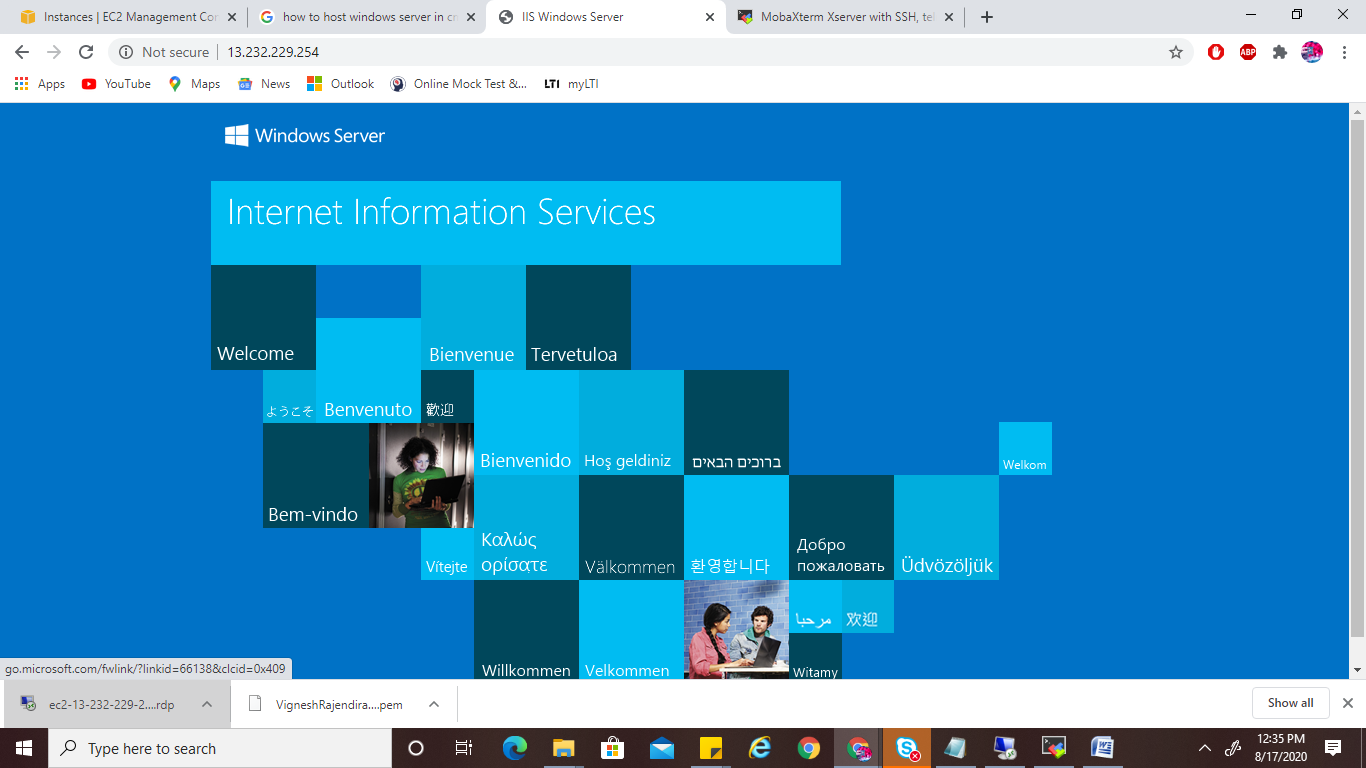 Instances | EC2 Management Con
how to host windows server in cm
IIS Windows Server
MobaXterm Xserver with SSH, tel
Not secure
13.232.229.254
ABP
Apps
YouTube
Maps
News
Outlook
Online Mock Test &...
LTI
myLTI
Windows Server
Internet Information Services
Welcome
Bienvenue
Tervetuloa
ようこそ
Benvenuto
歡迎
Bienvenido
Hoş geldiniz
ברוכים הבאים
Welkom
Bem-vindo
Vítejte
Καλώς
ορίσατε
Välkommen
환영합니다
Добро
пожаловать
Üdvözöljük
مرحبا
欢迎
Willkommen
Velkommen
Witamy
go.microsoft.com/fwlink/?linkid=66138&clcid=0x409
ec2-13-232-229-2....rdp
VigneshRajendira....pem
Show all
Type here to search
12:35 PM
8/17/2020